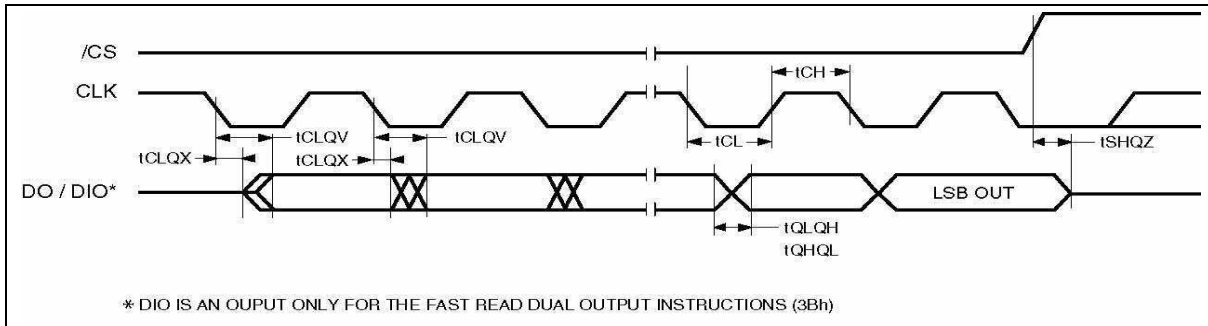 /CS
tCH
CLK
tCLQV
tCLQV
tCL
tSHQZ
tCLQX
tCLQX
DO / DIO*
LSB OUT
tQLQH
tQHQL
* DIO IS AN OUPUT ONLY FOR THE FAST READ DUAL OUTPUT INSTRUCTIONS (3Bh)